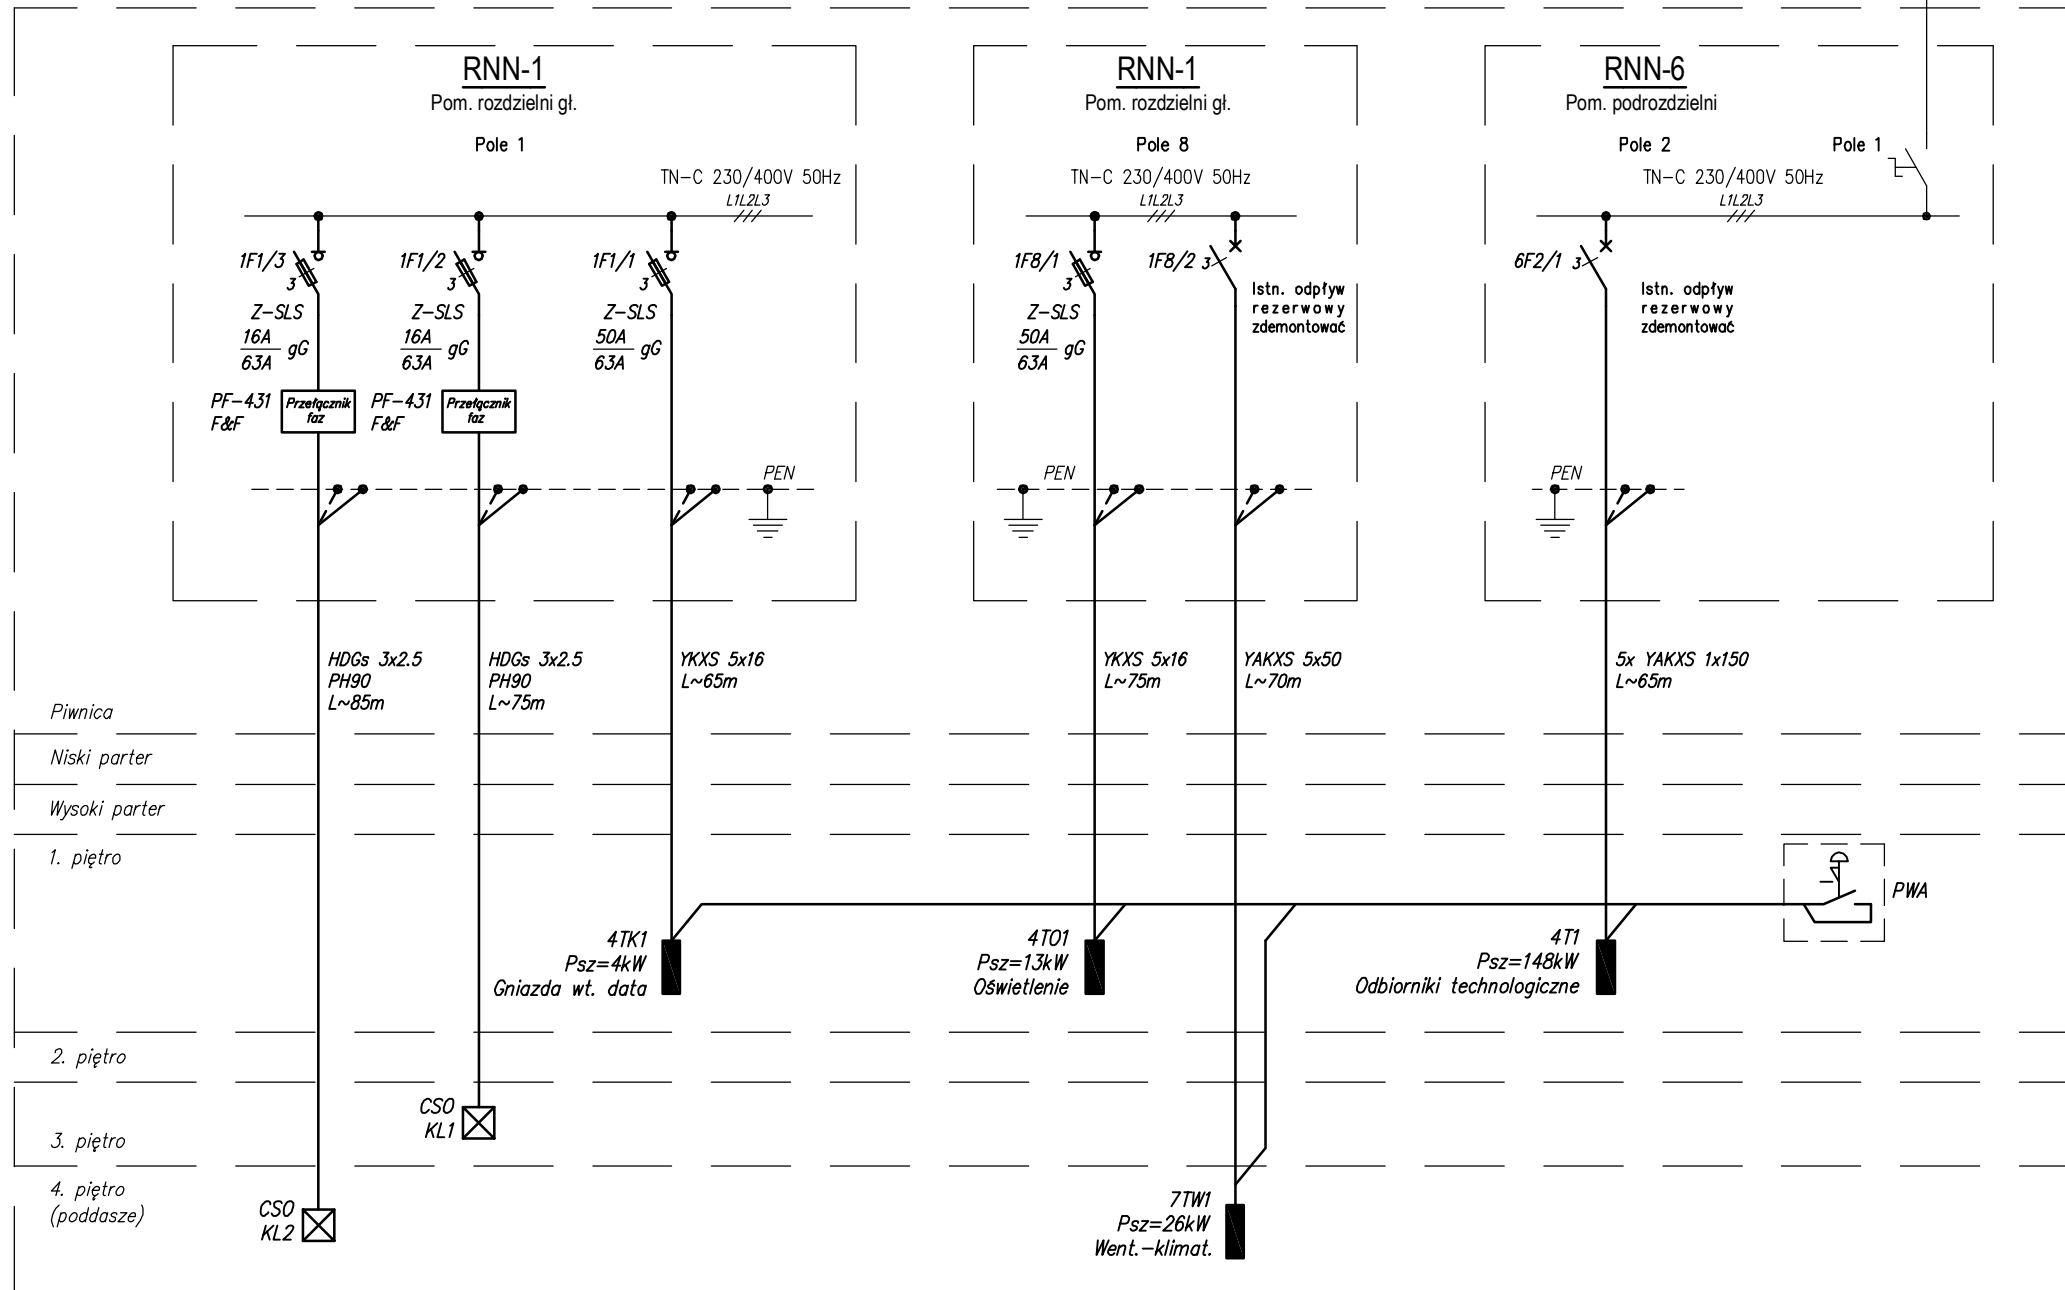 RNN-1
Pom. rozdzielni gł.
Pole 1
TN-C 230/400V 50Hz
L1L2L3
1F1/3
3
Z-SLS
16A
63A
gG
PF-431
F&F
Przełącznik
faz
1F1/2
3
Z-SLS
16A
63A
gG
PF-431
F&F
Przełącznik
faz
1F1/1
3
Z-SLS
50A
63A
gG
PEN
RNN-1
Pom. rozdzielni gł.
Pole 8
TN-C 230/400V 50Hz
L1L2L3
1F8/1
3
Z-SLS
50A
63A
gG
1F8/2
3
Istn. odpływ
rezerwowy
zdemontować
PEN
RNN-6
Pom. podrozdzielni
Pole 2
Pole 1
TN-C 230/400V 50Hz
L1L2L3
6F2/1
3
Istn. odpływ
rezerwowy
zdemontować
PEN
HDGs 3x2.5
PH90
L~85m
HDGs 3x2.5
PH90
L~75m
YKXS 5x16
L~65m
YKXS 5x16
L~75m
YAKXS 5x50
L~70m
5x YAKXS 1x150
L~65m
Piwnica
Niski parter
Wysoki parter
1. piętro
PWA
4TK1
Psz=4kW
Gniazda wt. data
4TO1
Psz=13kW
Oświetlenie
4T1
Psz=148kW
Odbiorniki technologiczne
2. piętro
CSO
KL1
3. piętro
4. piętro
(poddasze)
CSO
KL2
7TW1
Psz=26kW
Went.-klimat.